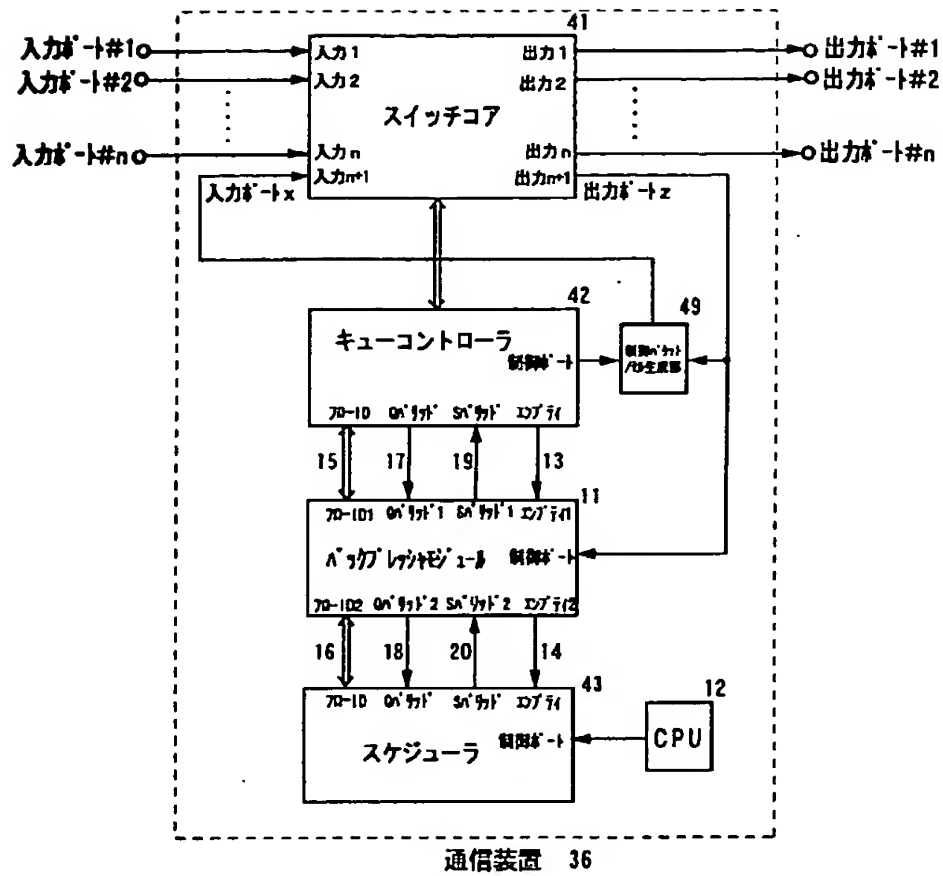 41
入力ポート#1
入力1
出力1
出力ポート#1
入力ポート#2
入力2
出力2
出力ポート#2
スイッチコア
入力ポート#n
入力n
出力n
出力ポート#n
入力n+1
出力n+1
入力ポートx
出力ポートz
42
49
キューコントローラ
制御ポート
制御パケット
/セル生成部
フローID Qバリッド Sバリッド エンプティ
15 17 19 13
11
フローID1 Qバリッド1 Sバリッド1 エンプティ1
バックプレッシャモジュール
制御ポート
フローID2 Qバリッド2 Sバリッド2 エンプティ2
16 18 20 14
43
12
フローID Qバリッド Sバリッド エンプティ
制御ポート
CPU
スケジューラ
通信装置 36